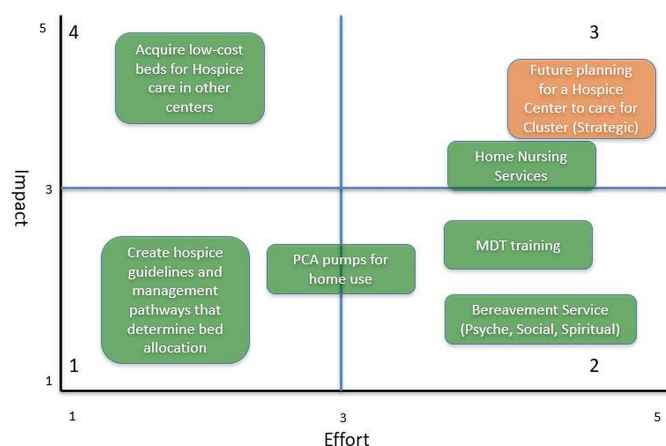 5
4
3
Acquire low-cost
beds for Hospice
care in other
centers
Future planning
for a Hospice
Center to care for
Cluster (Strategic)
Home Nursing
Services
Impact
3
Create hospice
guidelines and
management
pathways that
determine bed
allocation
PCA pumps for
home use
MDT training
Bereavement Service
(Psyche, Social, Spiritual)
1
2
1
1
3
5
Effort